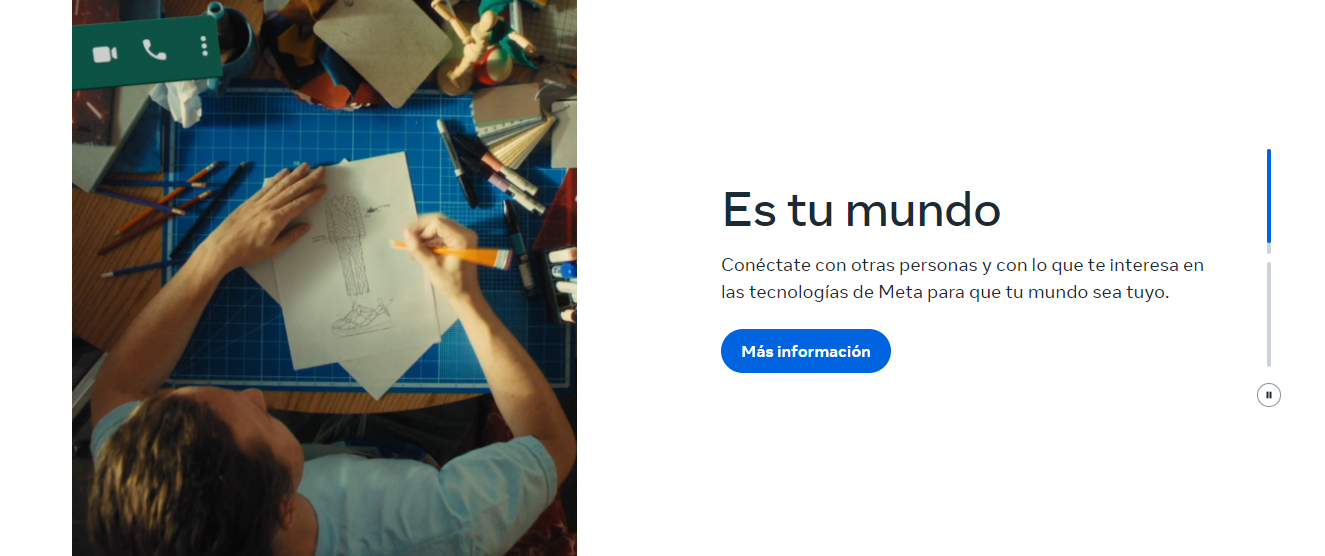 Es tu mundo
Conéctate con otras personas y con lo que te interesa en
las tecnologías de Meta para que tu mundo sea tuyo.
Más información